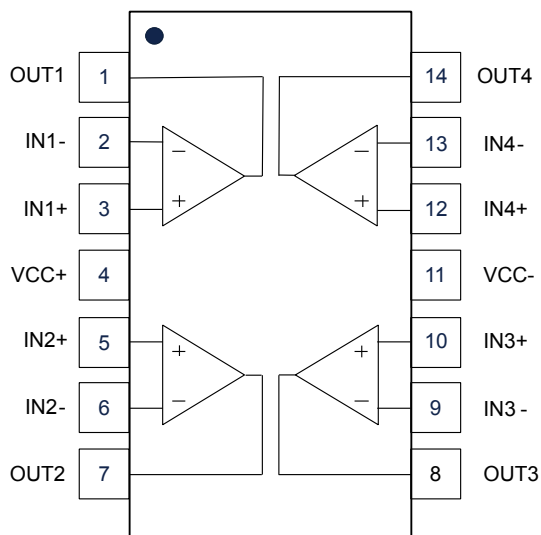 OUT1 1 14 OUT4
IN1- 2 − − 13 IN4-
IN1+ 3 + + 12 IN4+
VCC+ 4 11 VCC-
IN2+ 5 + + 10 IN3+
IN2- 6 − − 9 IN3 -
OUT2 7 8 OUT3